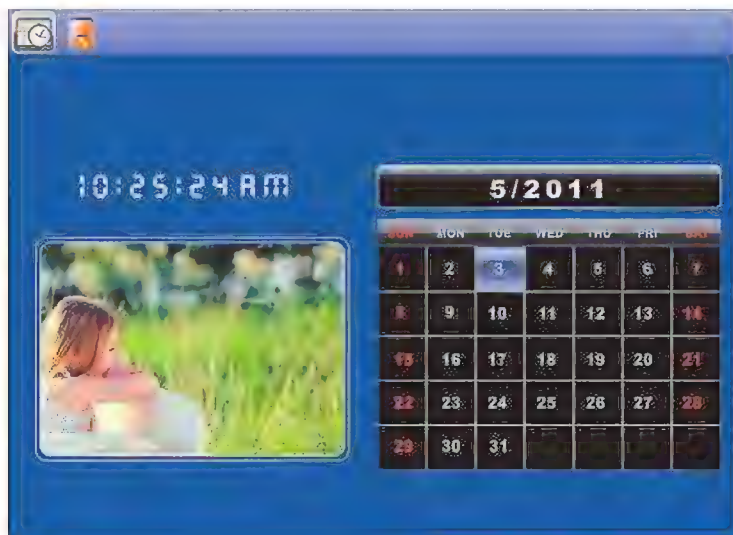 10:25:24 AM
5/2011
SUN MON TUE WED THU FRI SAT
1 2 3 4 5 6 7
8 9 10 11 12 13 14
15 16 17 18 19 20 21
22 23 24 25 26 27 28
29 30 31